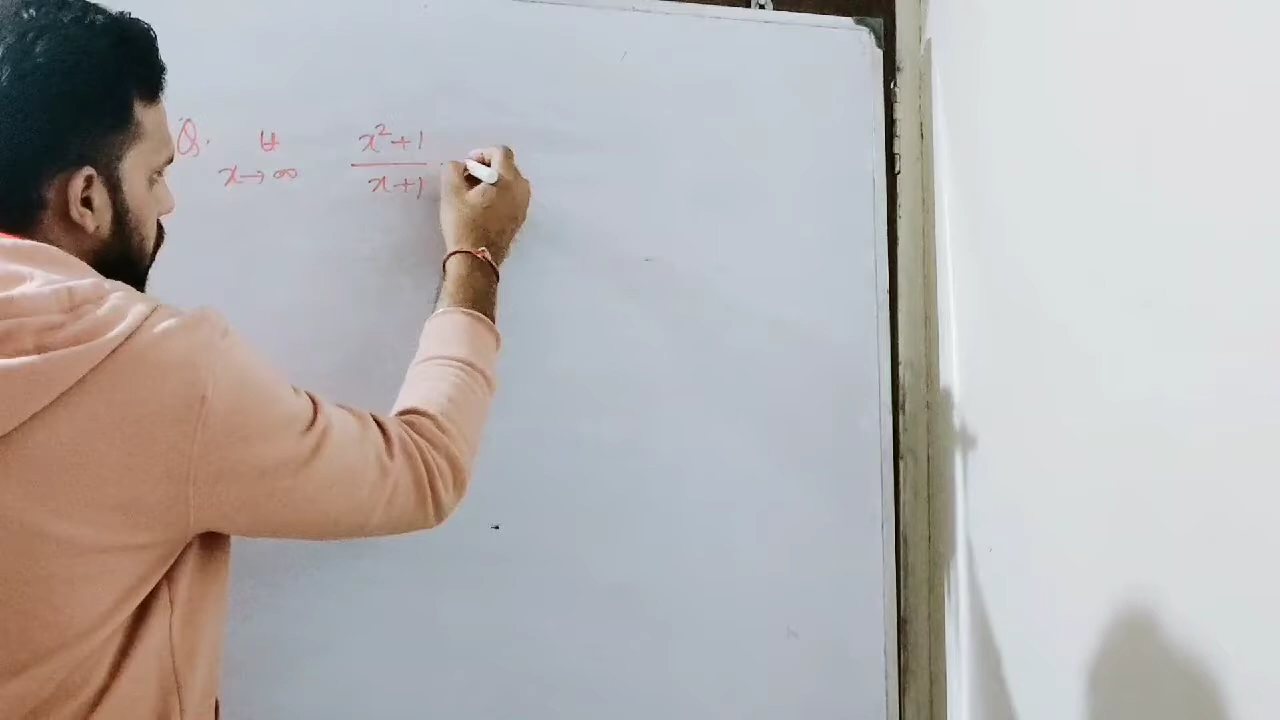 Q. Lt x→∞ x²+1 / x+1 -